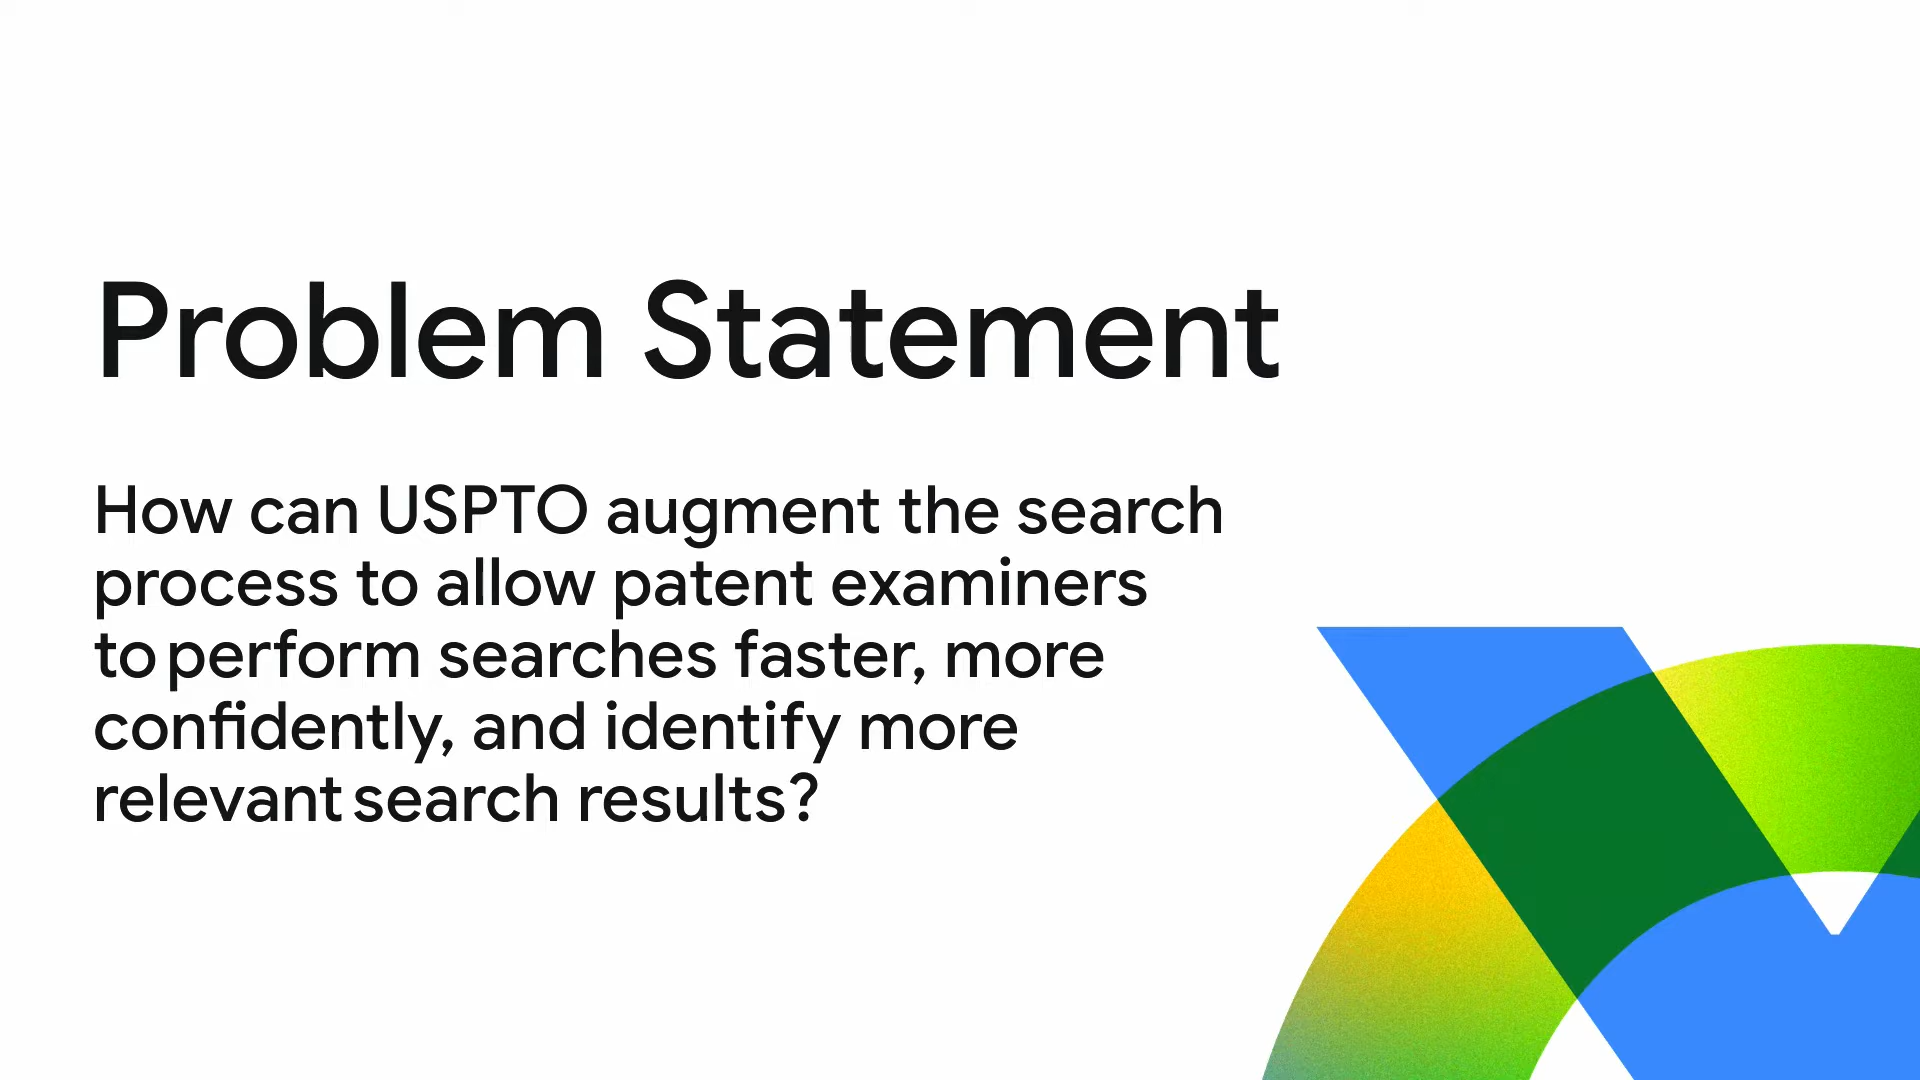 Problem Statement
How can USPTO augment the search
process to allow patent examiners
to perform searches faster, more
confidently, and identify more
relevant search results?